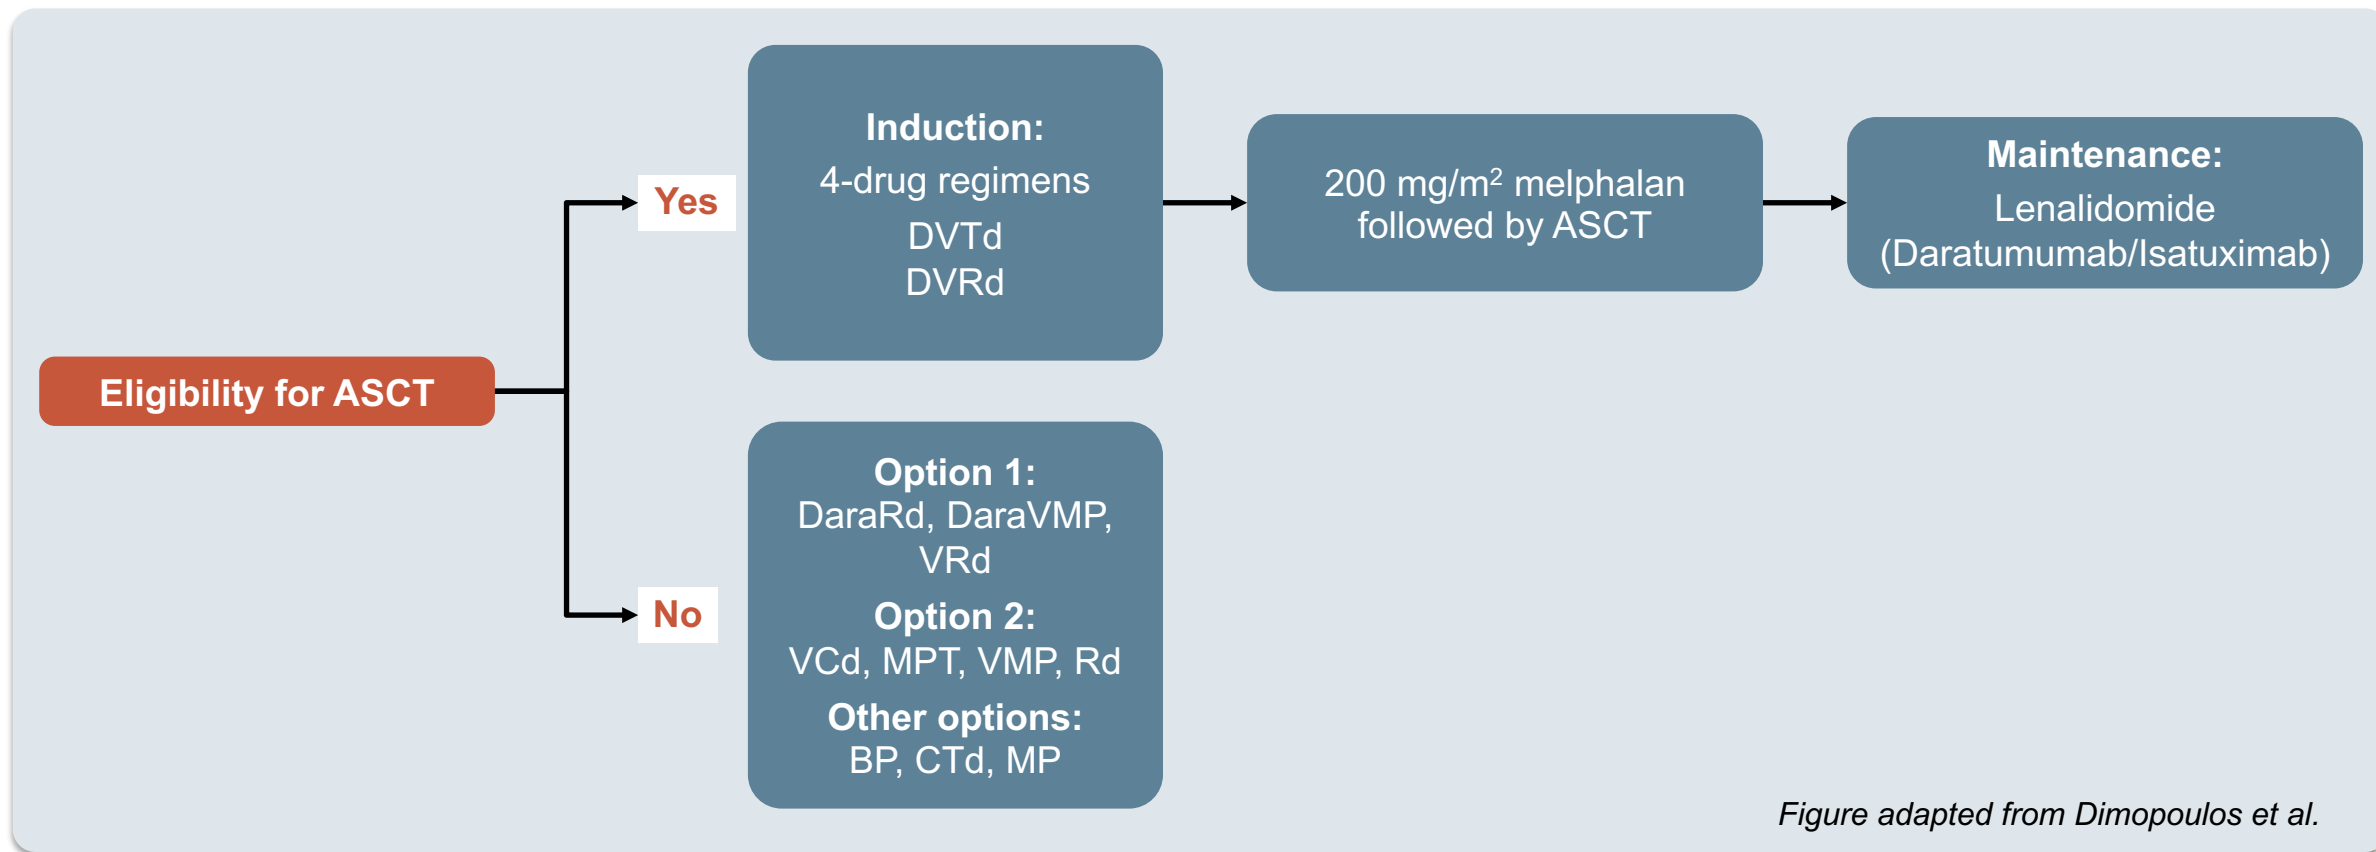 Eligibility for ASCT
Yes
Induction:
4-drug regimens
DVTd
DVRd
200 mg/m² melphalan
followed by ASCT
Maintenance:
Lenalidomide
(Daratumumab/Isatuximab)
No
Option 1:
DaraRd, DaraVMP,
VRd
Option 2:
VCd, MPT, VMP, Rd
Other options:
BP, CTd, MP
Figure adapted from Dimopoulos et al.